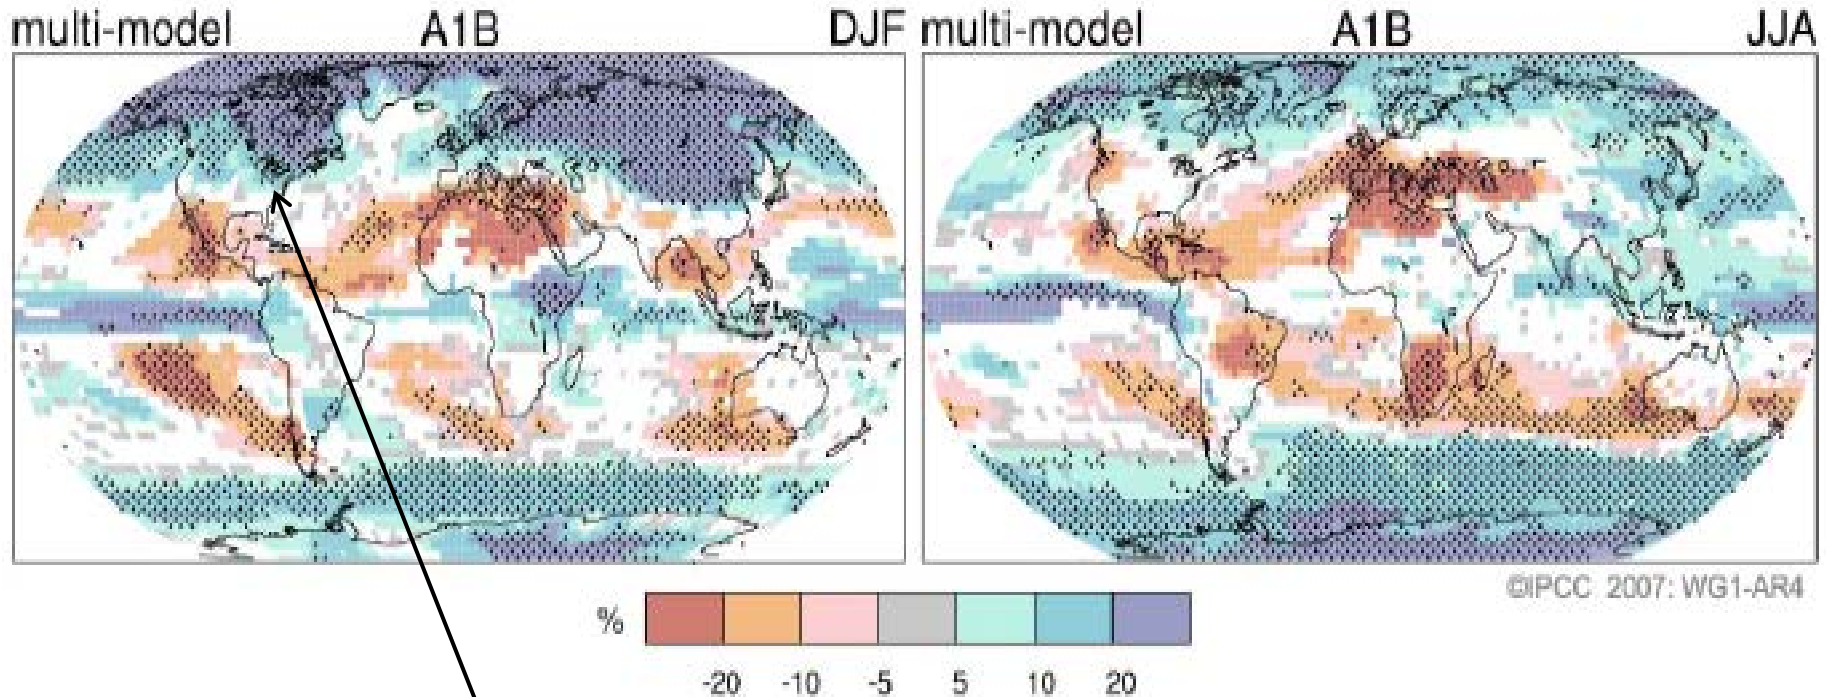 multi-model A1B DJF
multi-model A1B JJA
©IPCC 2007: WG1-AR4
%
-20 -10 -5 5 10 20